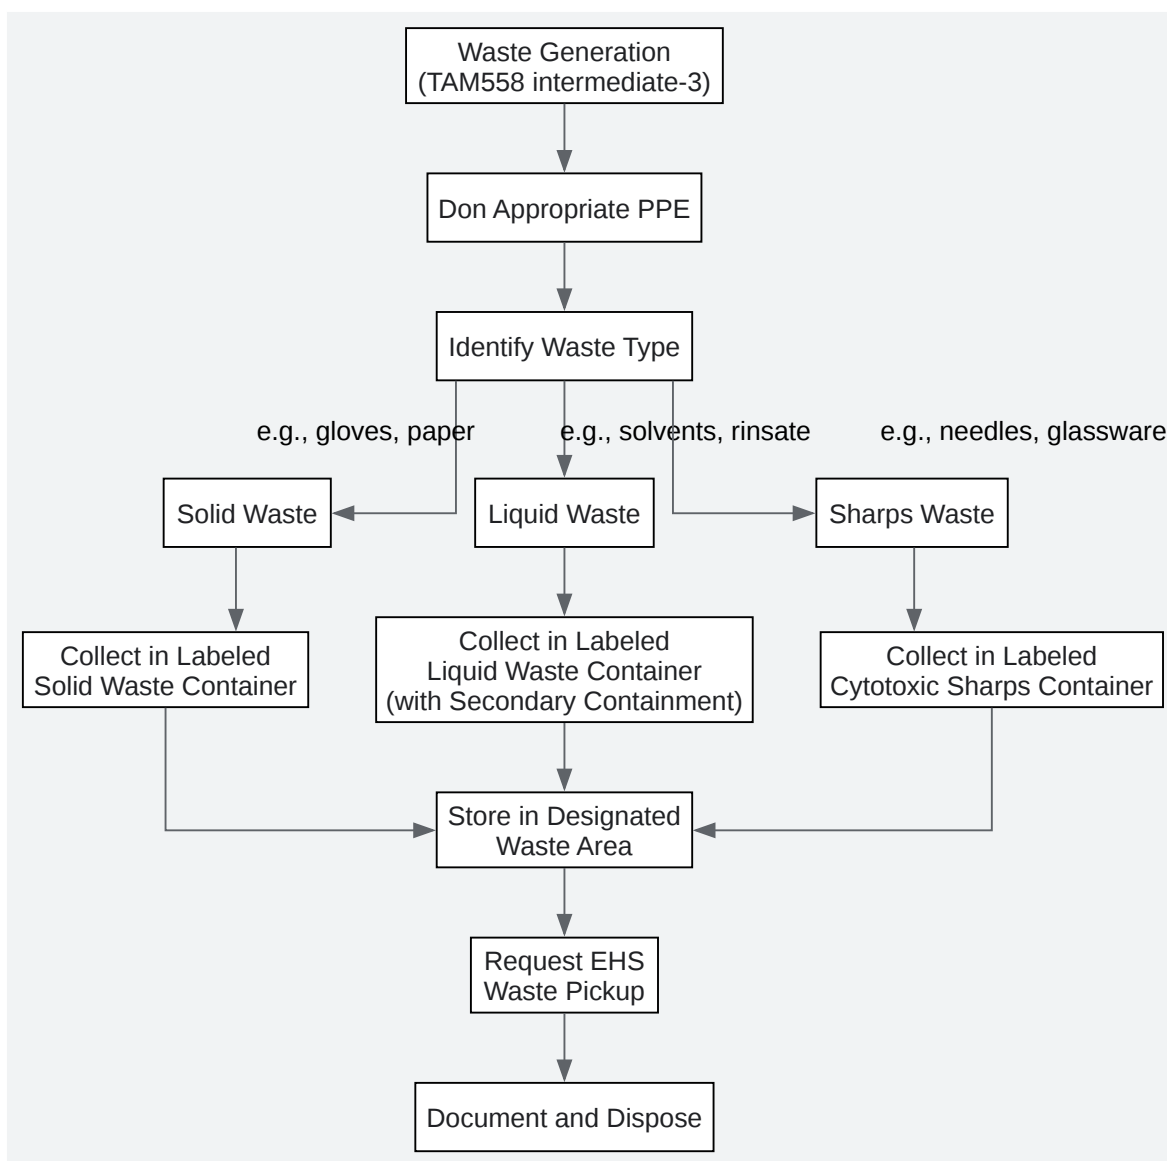 Waste Generation
(TAM558 intermediate-3)
Don Appropriate PPE
Identify Waste Type
e.g., gloves, paper
e.g., solvents, rinsate
e.g., needles, glassware
Solid Waste
Liquid Waste
Sharps Waste
Collect in Labeled
Solid Waste Container
Collect in Labeled
Liquid Waste Container
(with Secondary Containment)
Collect in Labeled
Cytotoxic Sharps Container
Store in Designated
Waste Area
Request EHS
Waste Pickup
Document and Dispose